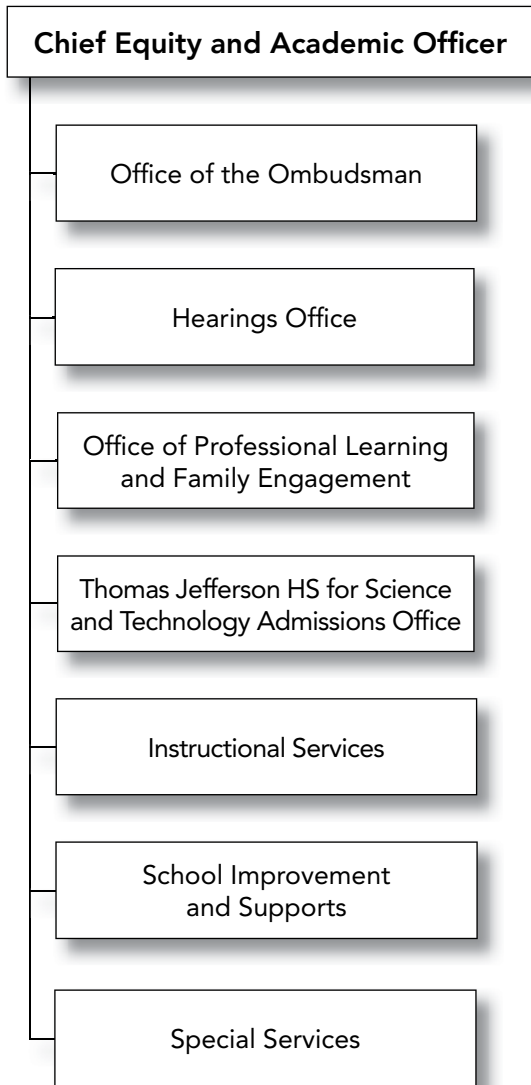 Chief Equity and Academic Officer
Office of the Ombudsman
Hearings Office
Office of Professional Learning
and Family Engagement
Thomas Jefferson HS for Science
and Technology Admissions Office
Instructional Services
School Improvement
and Supports
Special Services